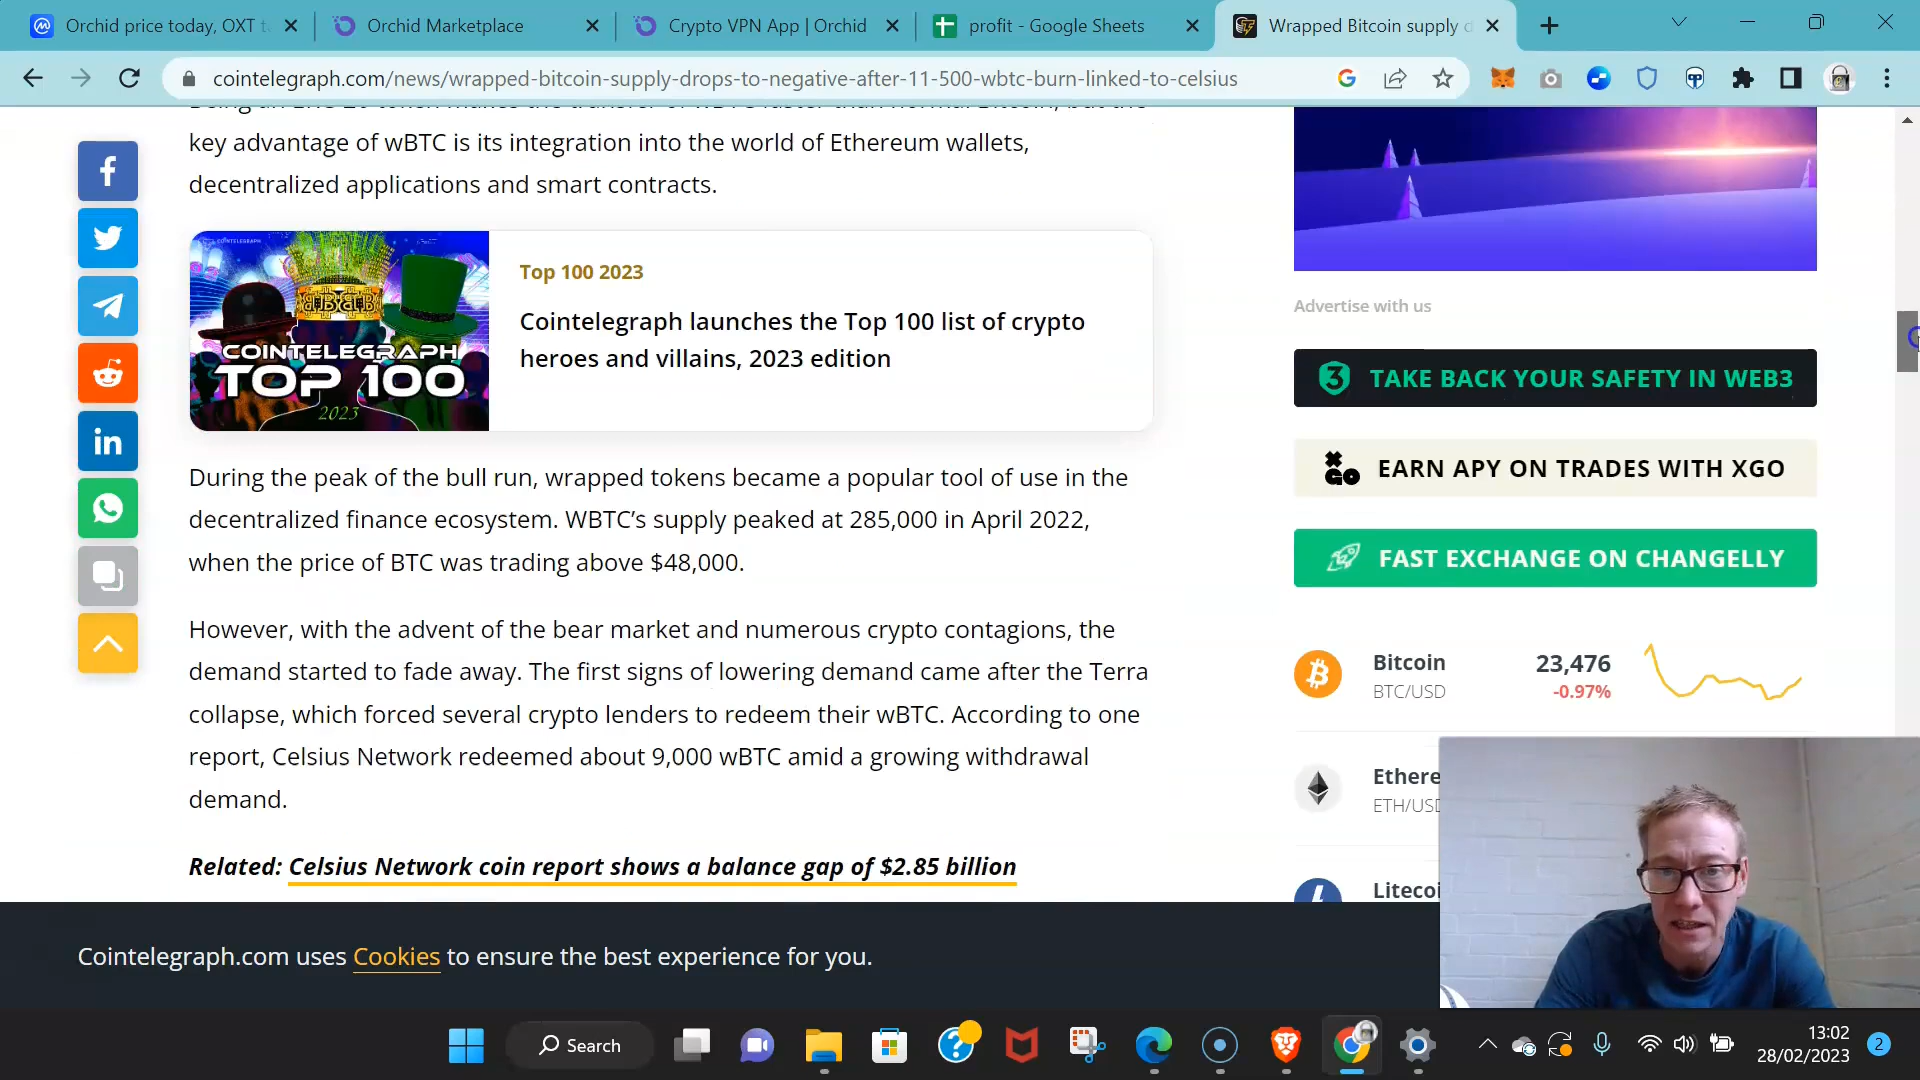 Orchid price today, OXT t
Orchid Marketplace
Crypto VPN App | Orchid
profit - Google Sheets
Wrapped Bitcoin supply d
cointelegraph.com/news/wrapped-bitcoin-supply-drops-to-negative-after-11-500-wbtc-burn-linked-to-celsius
key advantage of wBTC is its integration into the world of Ethereum wallets,
decentralized applications and smart contracts.
COINTELEGRAPH
TOP 100
2023
Top 100 2023
Cointelegraph launches the Top 100 list of crypto
heroes and villains, 2023 edition
During the peak of the bull run, wrapped tokens became a popular tool of use in the
decentralized finance ecosystem. WBTC’s supply peaked at 285,000 in April 2022,
when the price of BTC was trading above $48,000.
However, with the advent of the bear market and numerous crypto contagions, the
demand started to fade away. The first signs of lowering demand came after the Terra
collapse, which forced several crypto lenders to redeem their wBTC. According to one
report, Celsius Network redeemed about 9,000 wBTC amid a growing withdrawal
demand.
Related: Celsius Network coin report shows a balance gap of $2.85 billion
Advertise with us
TAKE BACK YOUR SAFETY IN WEB3
EARN APY ON TRADES WITH XGO
FAST EXCHANGE ON CHANGELLY
Bitcoin 23,476
BTC/USD -0.97%
Ethere
ETH/USD
Litecoi
Cointelegraph.com uses Cookies to ensure the best experience for you.
Search
13:02
28/02/2023
2